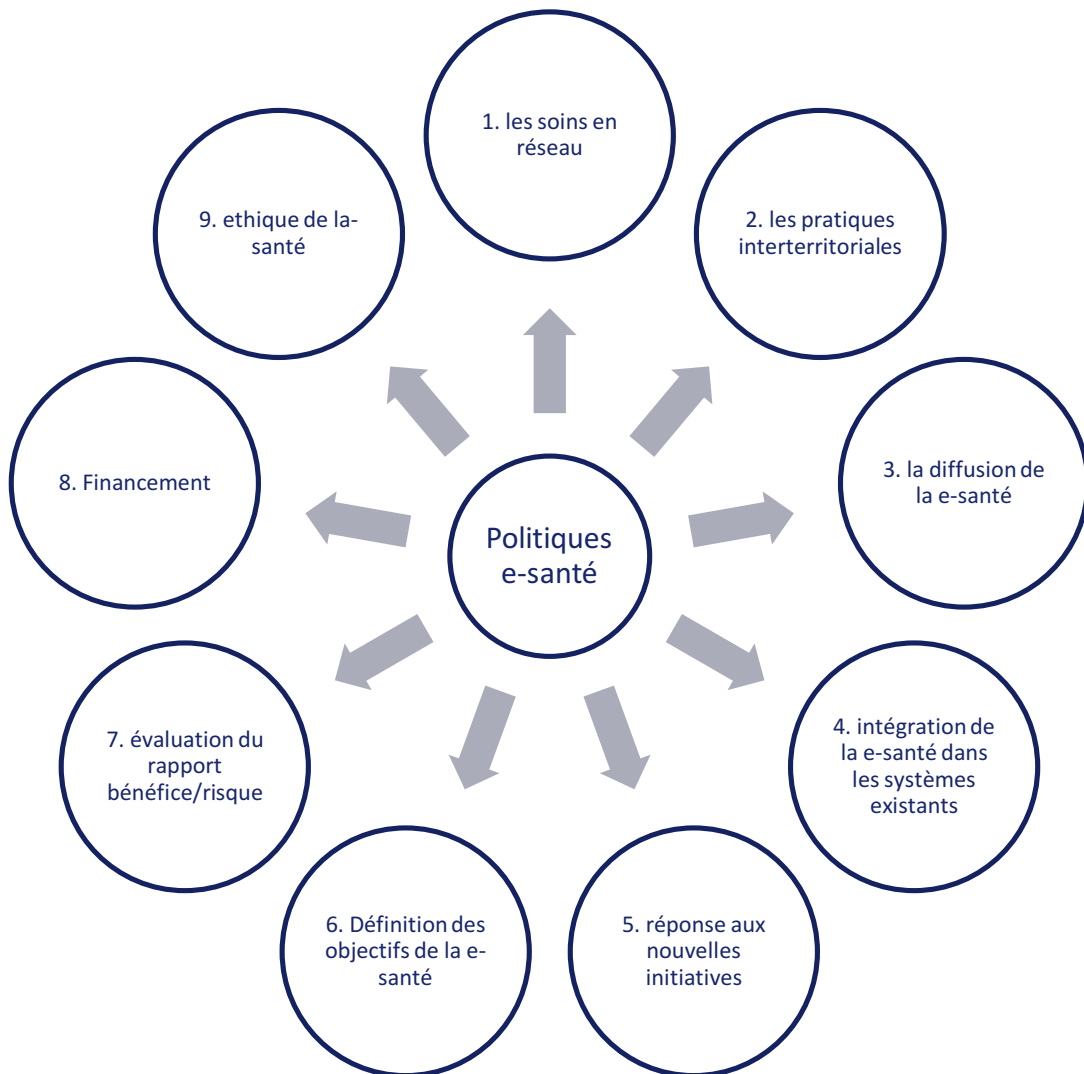 1. les soins en
réseau
2. les pratiques
interterritoriales
3. la diffusion de
la e-santé
4. intégration de
la e-santé dans
les systèmes
existants
5. réponse aux
nouvelles
initiatives
6. Définition des
objectifs de la e-
santé
7. évaluation du
rapport
bénéfice/risque
8. Financement
9. ethique de la-
santé
Politiques
e-santé